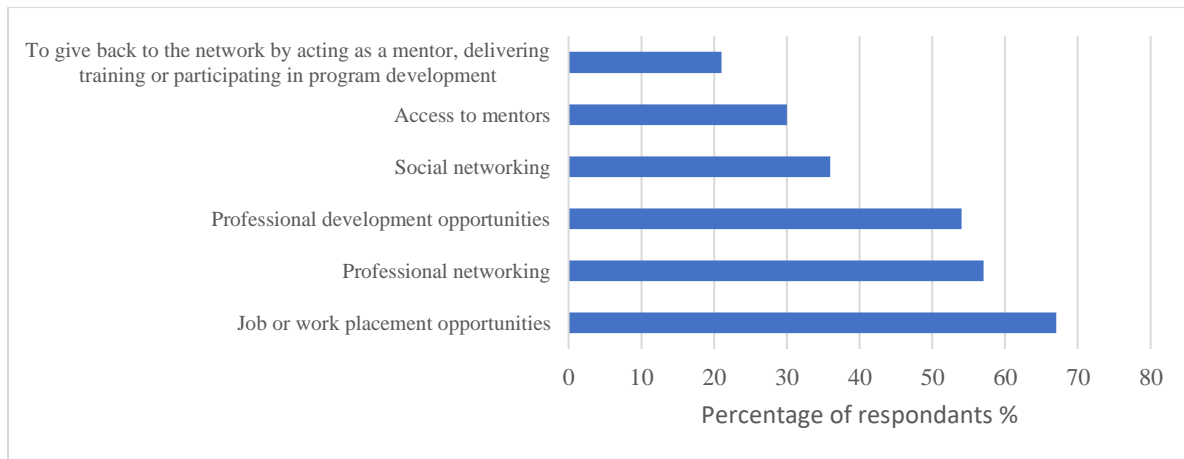 To give back to the network by acting as a mentor, delivering
training or participating in program development
Access to mentors
Social networking
Professional development opportunities
Professional networking
Job or work placement opportunities
0 10 20 30 40 50 60 70 80
Percentage of respondants %